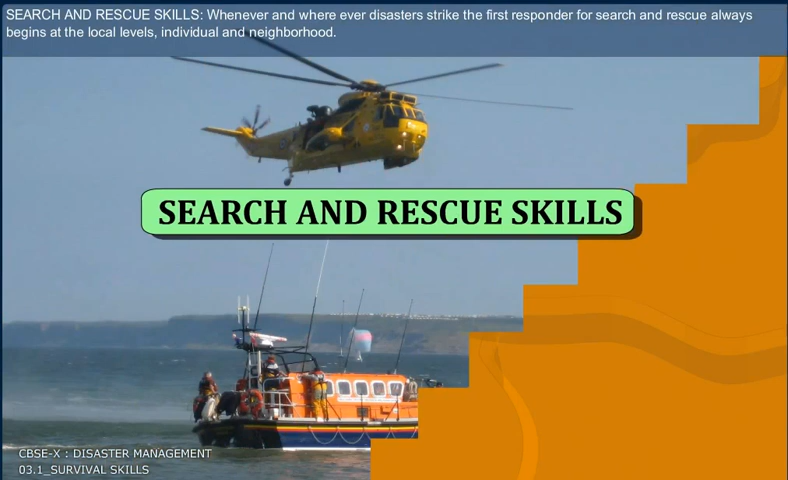 SEARCH AND RESCUE SKILLS: Whenever and where ever disasters strike the first responder for search and rescue always
begins at the local levels, individual and neighborhood.
SEARCH AND RESCUE SKILLS
CBSE-X : DISASTER MANAGEMENT
03.1_SURVIVAL SKILLS